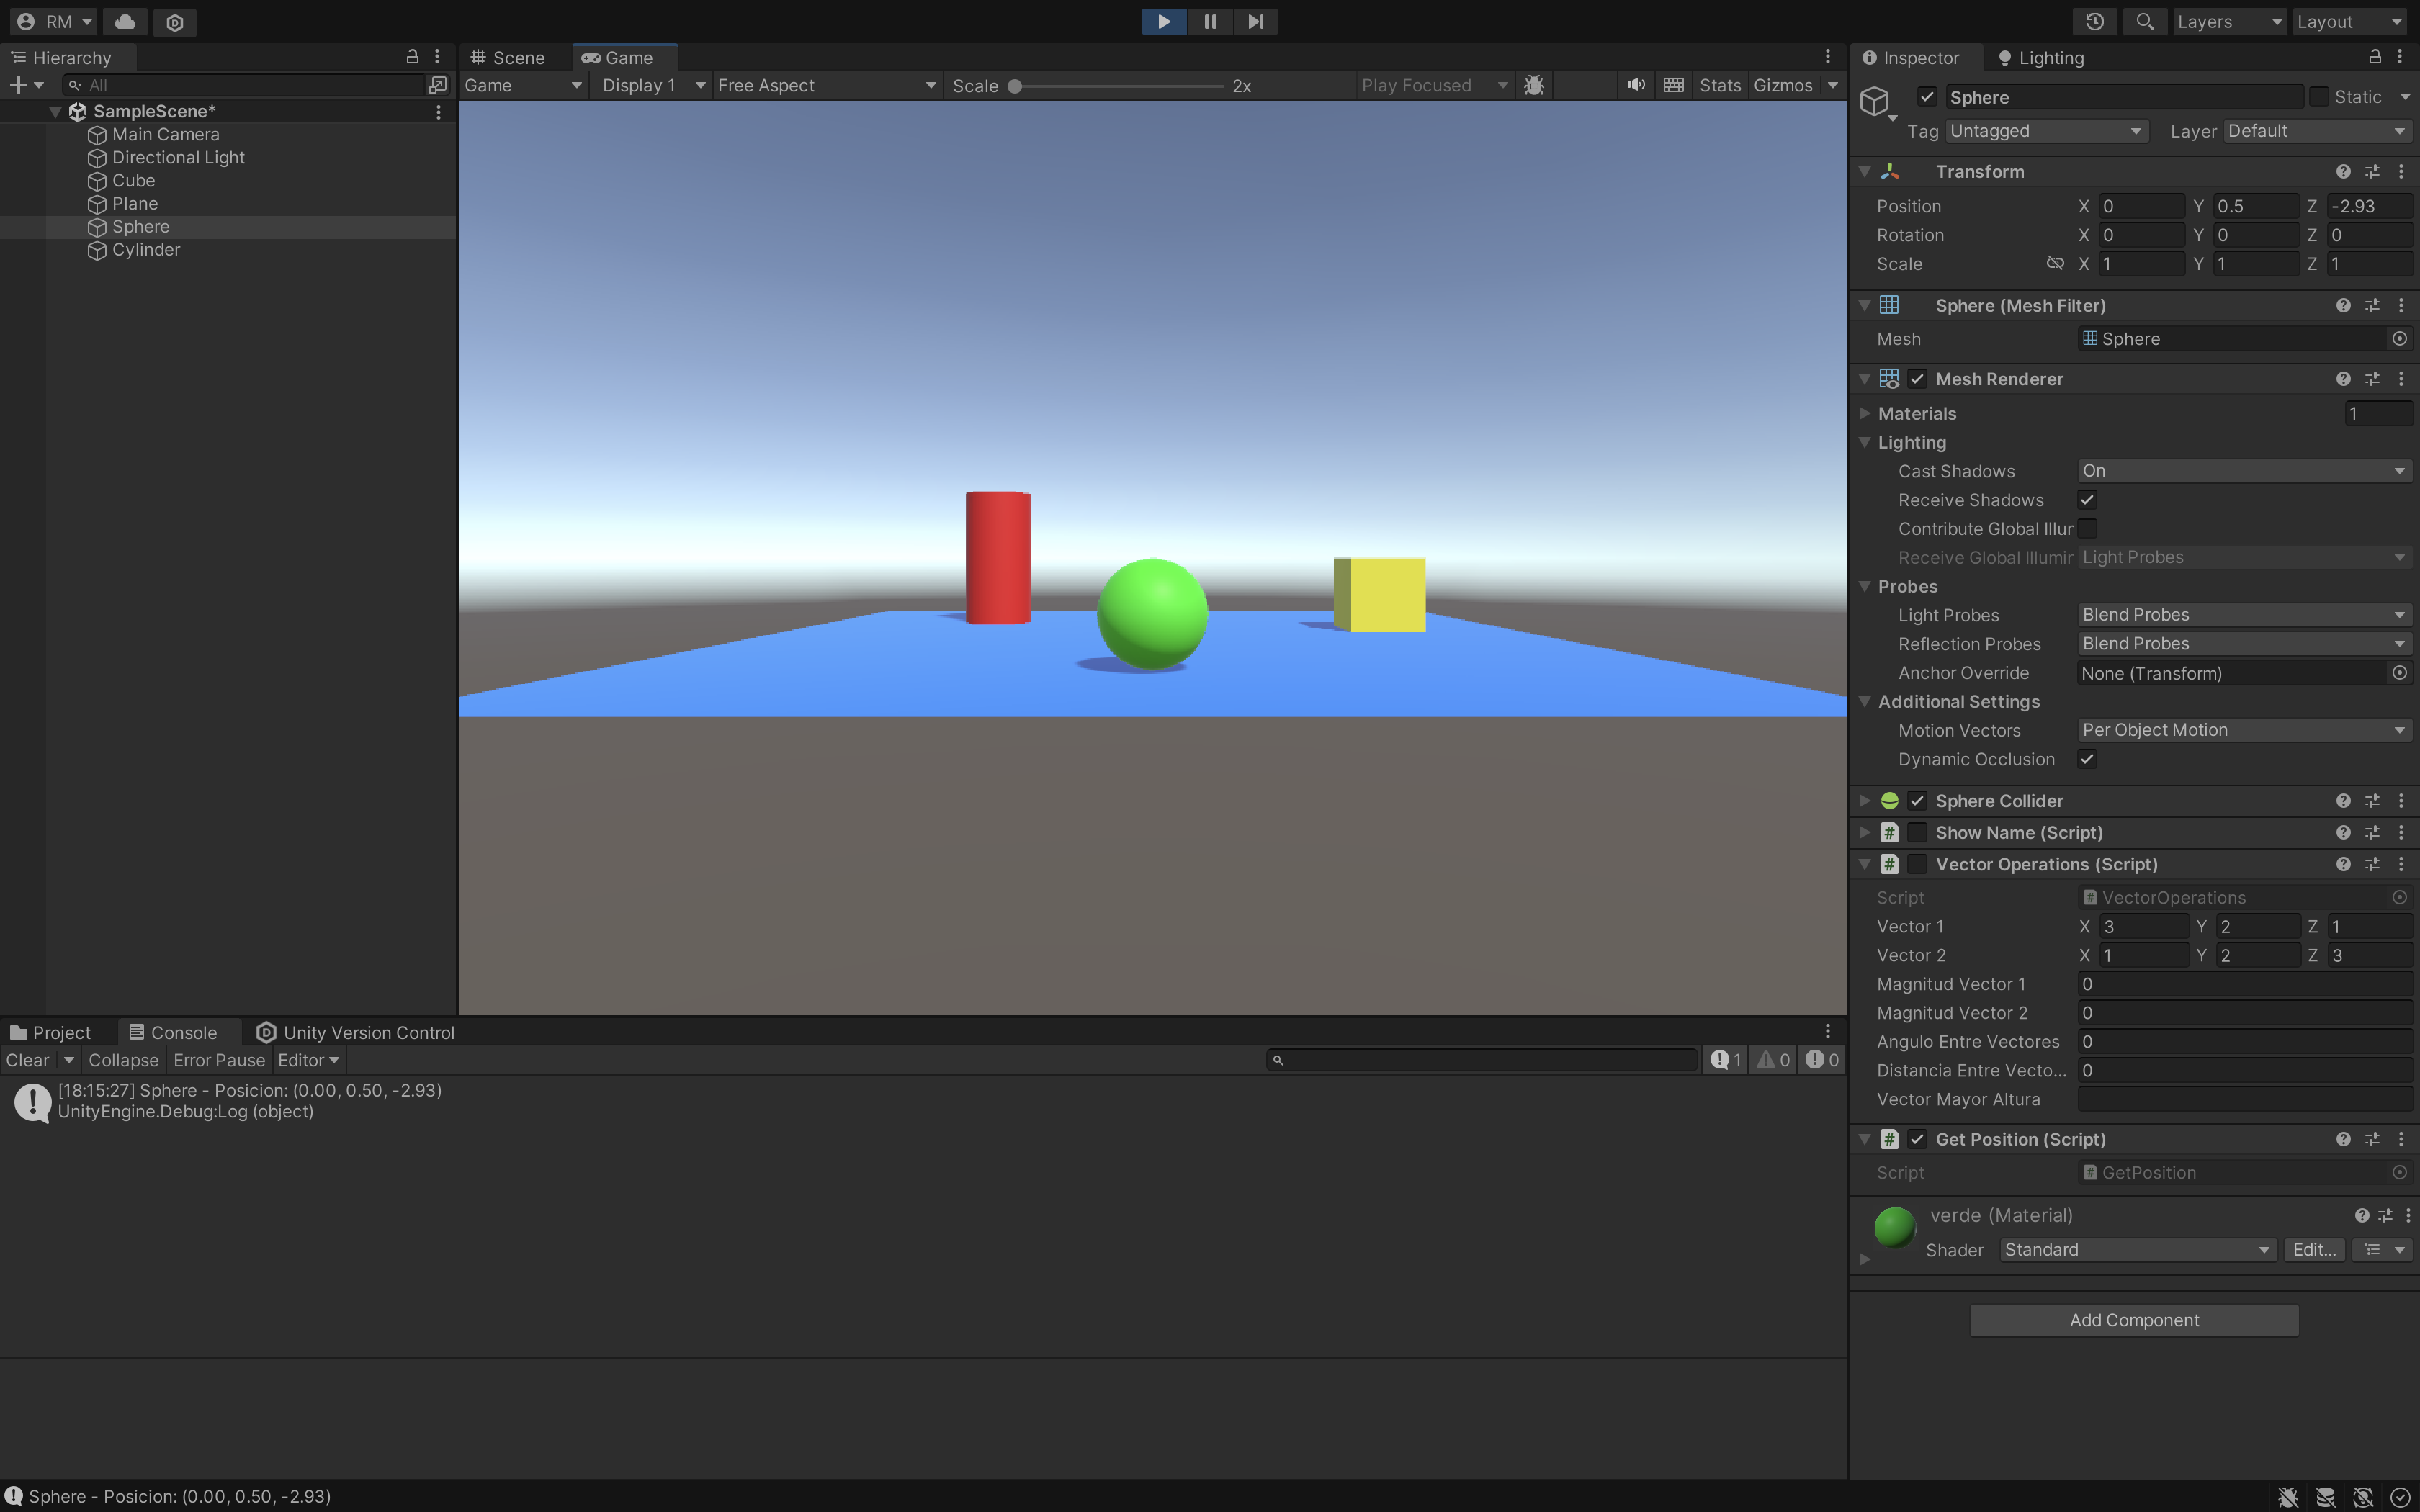 RM
Layers
Layout
Hierarchy
All
SampleScene*
Main Camera
Directional Light
Cube
Plane
Sphere
Cylinder
Scene
Game
Game
Display 1
Free Aspect
Scale
2x
Play Focused
Stats
Gizmos
Project
Console
Unity Version Control
Clear
Collapse
Error Pause
Editor
1
0
0
[18:15:27] Sphere - Posicion: (0.00, 0.50, -2.93)
UnityEngine.Debug:Log (object)
Inspector
Lighting
Sphere
Static
Tag Untagged
Layer Default
Transform
Position X 0 Y 0.5 Z -2.93
Rotation X 0 Y 0 Z 0
Scale X 1 Y 1 Z 1
Sphere (Mesh Filter)
Mesh Sphere
Mesh Renderer
Materials 1
Lighting
Cast Shadows On
Receive Shadows
Contribute Global Illur
Receive Global Illumir Light Probes
Probes
Light Probes Blend Probes
Reflection Probes Blend Probes
Anchor Override None (Transform)
Additional Settings
Motion Vectors Per Object Motion
Dynamic Occlusion
Sphere Collider
# Show Name (Script)
# Vector Operations (Script)
Script # VectorOperations
Vector 1 X 3 Y 2 Z 1
Vector 2 X 1 Y 2 Z 3
Magnitud Vector 1 0
Magnitud Vector 2 0
Angulo Entre Vectores 0
Distancia Entre Vecto... 0
Vector Mayor Altura
# Get Position (Script)
Script # GetPosition
verde (Material)
Shader Standard Edit...
Add Component
Sphere - Posicion: (0.00, 0.50, -2.93)